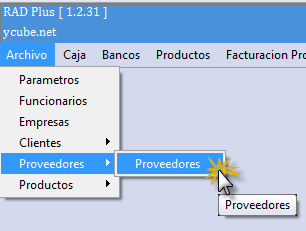 RAD Plus [ 1.2.31 ]
ycube.net
Archivo Caja Bancos Productos Facturacion Pro
Parametros
Funcionarios
Empresas
Clientes
Proveedores Proveedores
Productos
Proveedores